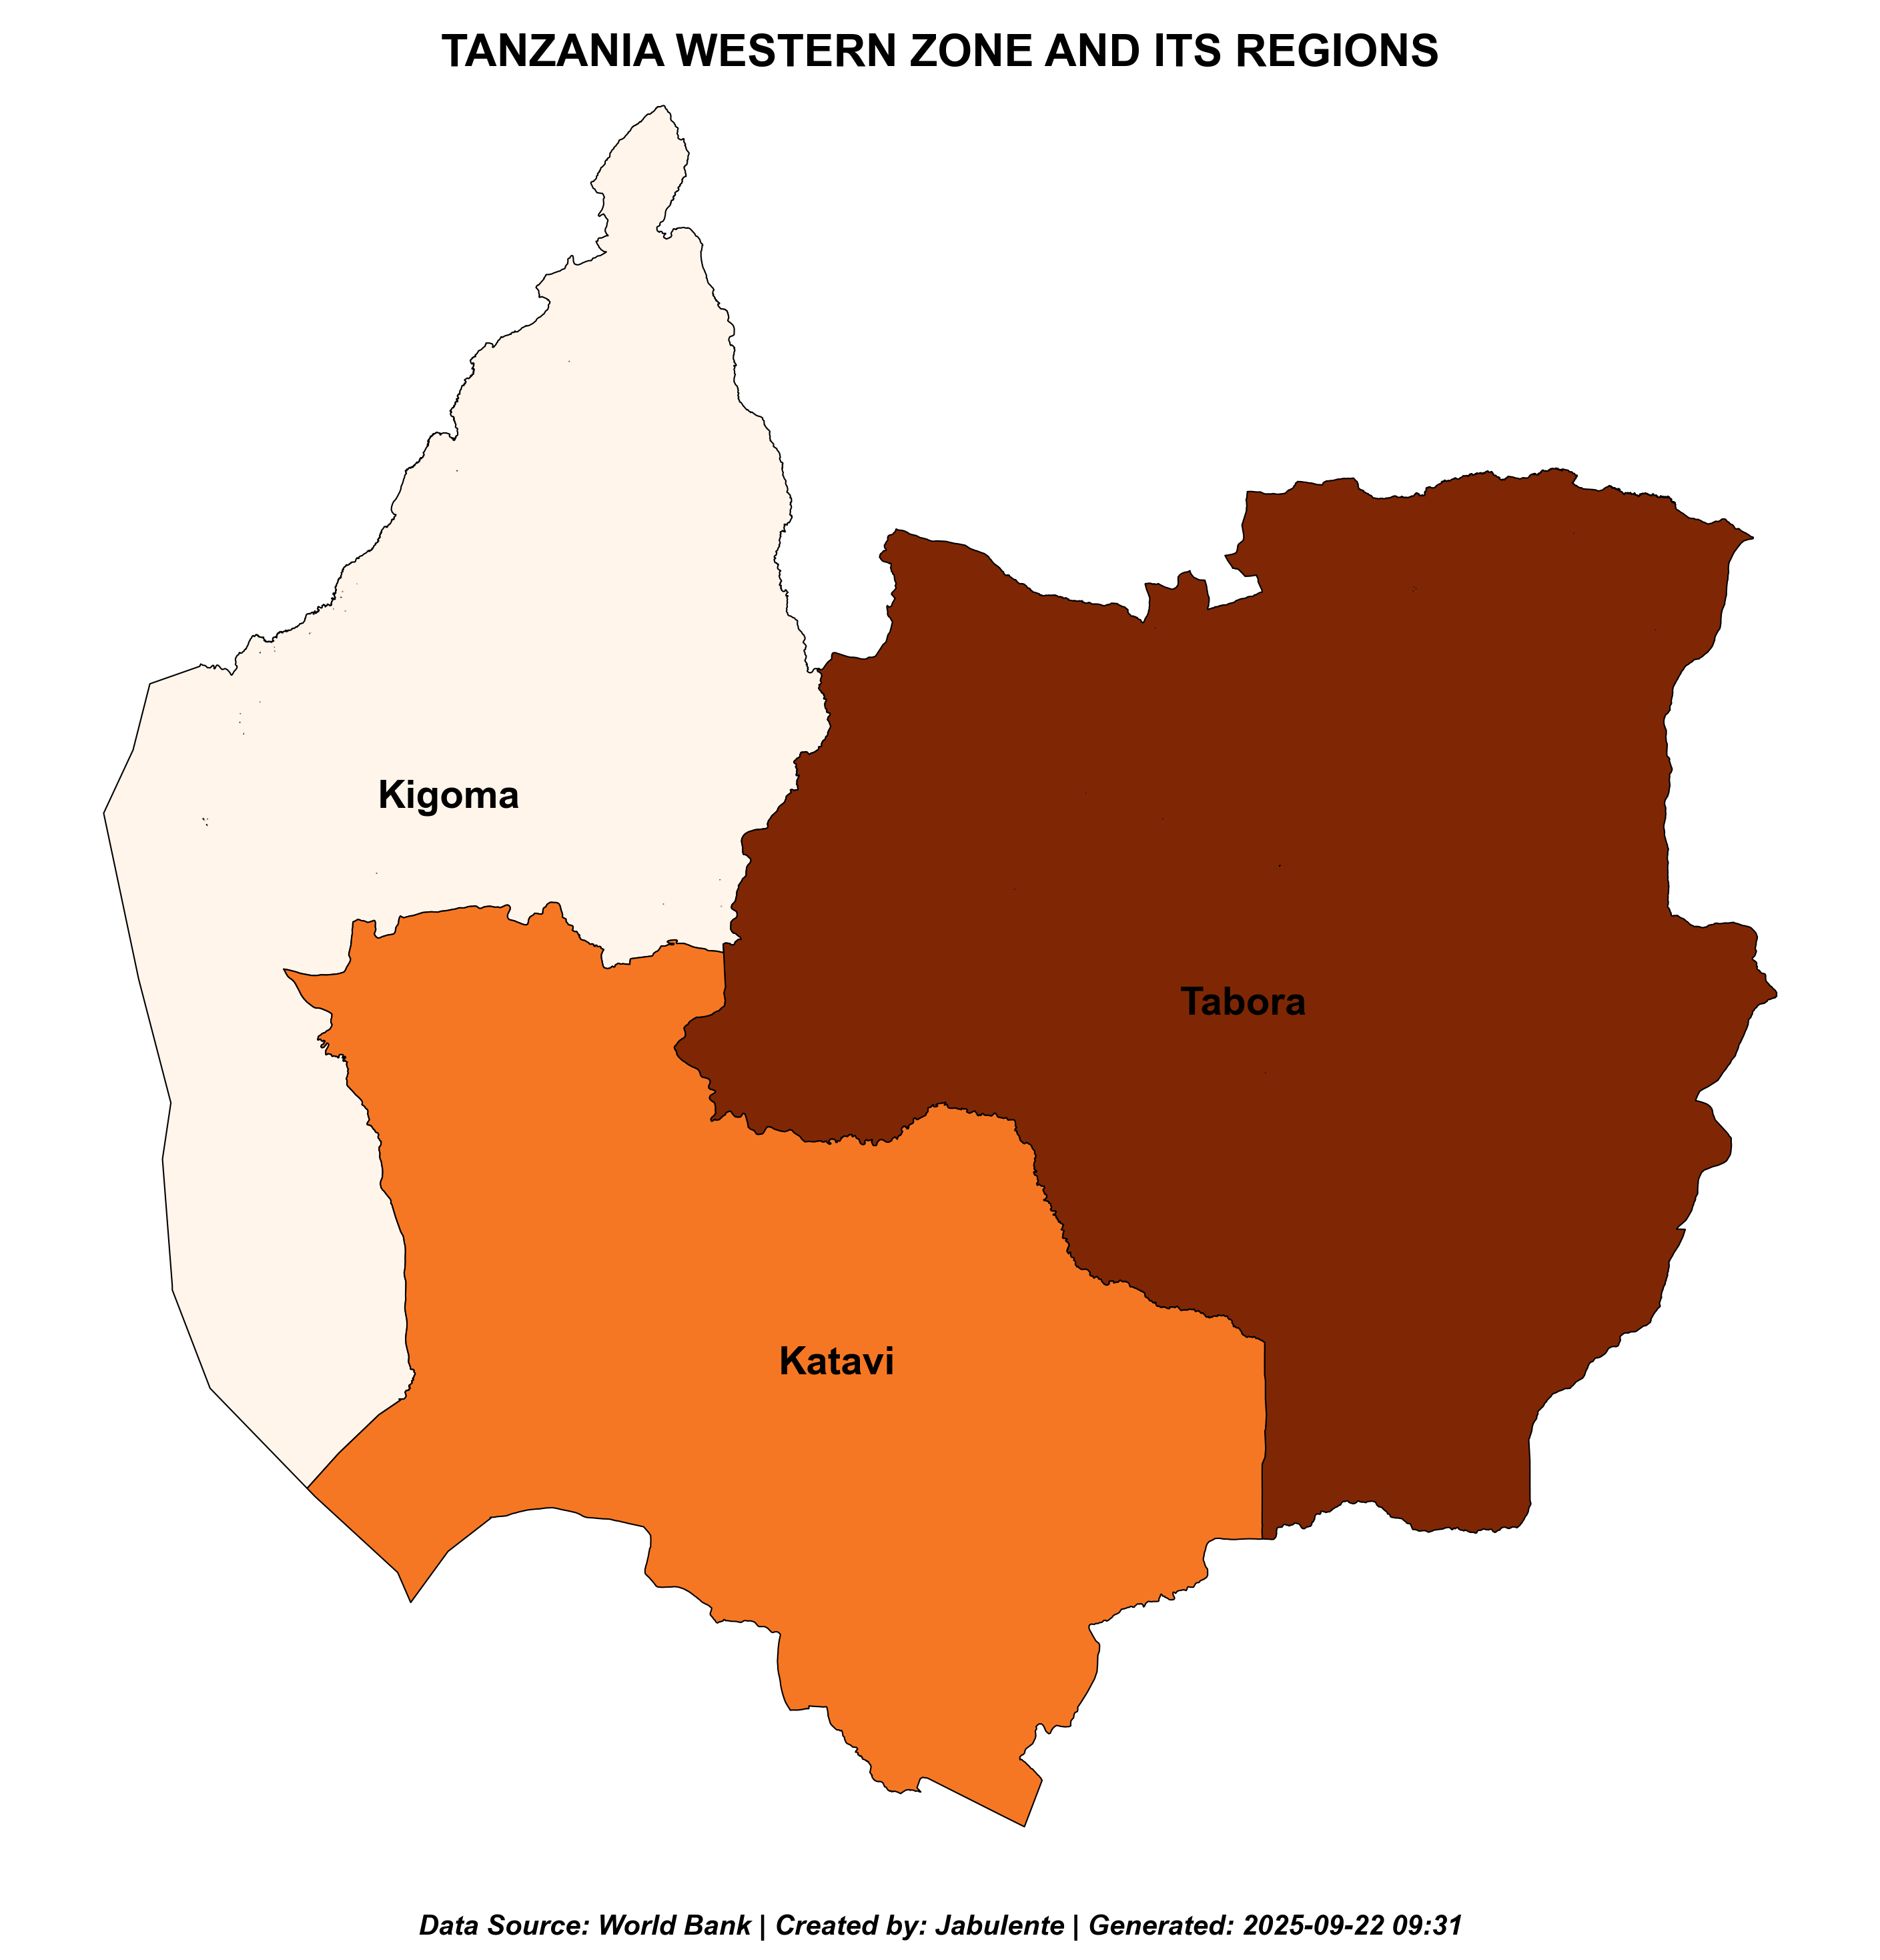 TANZANIA WESTERN ZONE AND ITS REGIONS
Kigoma
Tabora
Katavi
Data Source: World Bank | Created by: Jabulente | Generated: 2025-09-22 09:31